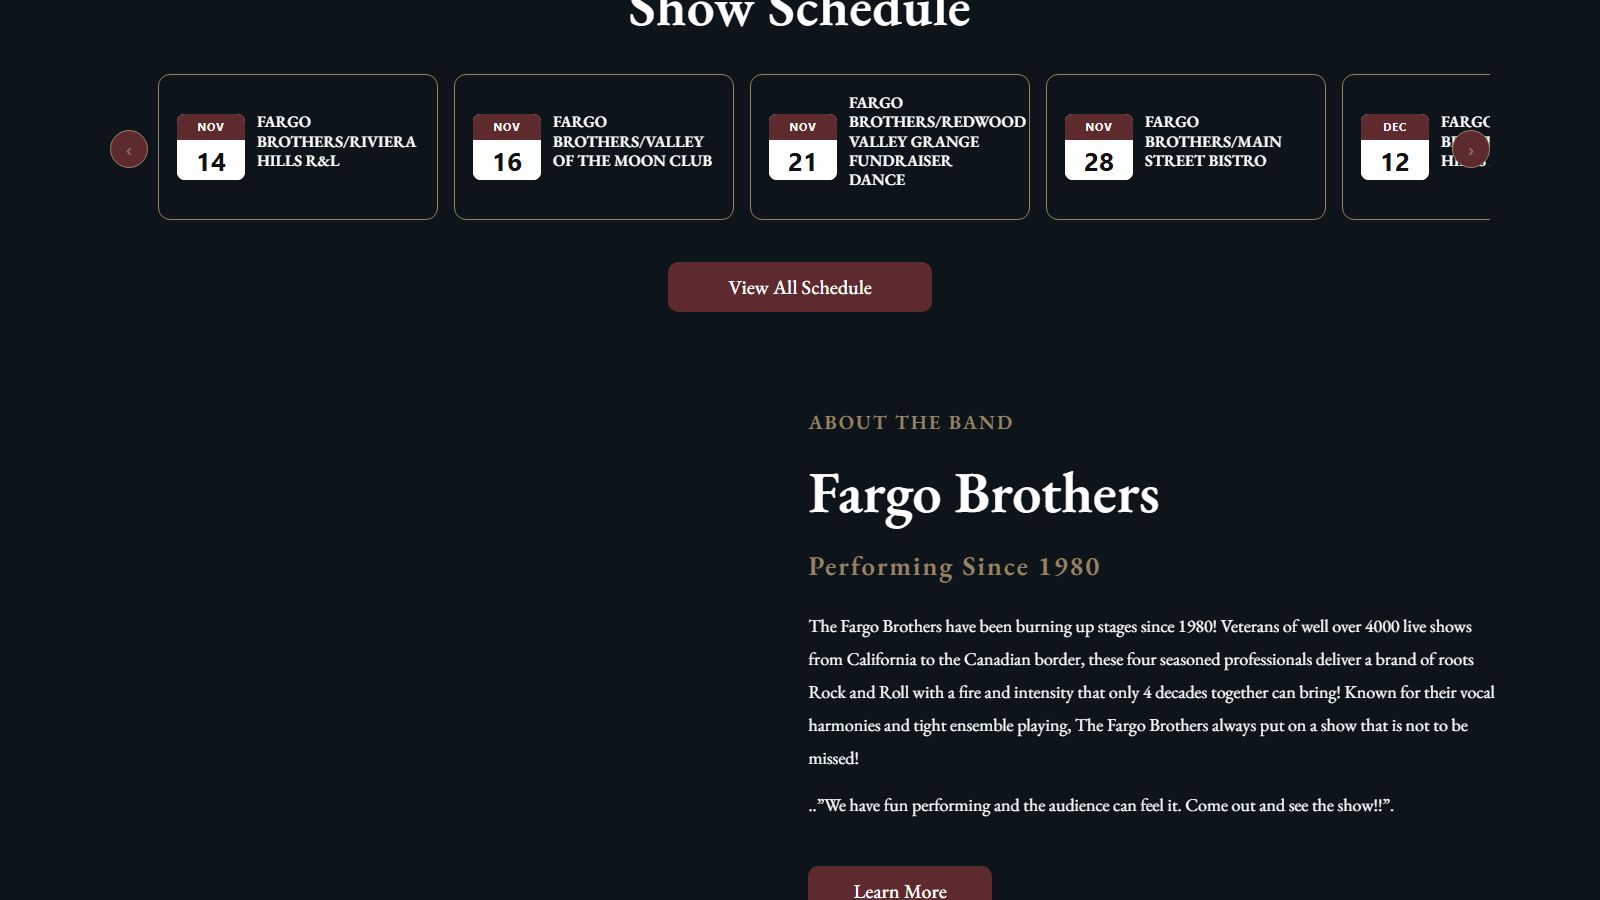 Show Schedule
NOV
14
FARGO
BROTHERS/RIVIERA
HILLS R&L
NOV
16
FARGO
BROTHERS/VALLEY
OF THE MOON CLUB
NOV
21
FARGO
BROTHERS/REDWOOD
VALLEY GRANGE
FUNDRAISER
DANCE
NOV
28
FARGO
BROTHERS/MAIN
STREET BISTRO
DEC
12
FARGO
‹
›
View All Schedule
ABOUT THE BAND
Fargo Brothers
Performing Since 1980
The Fargo Brothers have been burning up stages since 1980! Veterans of well over 4000 live shows
from California to the Canadian border, these four seasoned professionals deliver a brand of roots
Rock and Roll with a fire and intensity that only 4 decades together can bring! Known for their vocal
harmonies and tight ensemble playing, The Fargo Brothers always put on a show that is not to be
missed!
..”We have fun performing and the audience can feel it. Come out and see the show!!”.
Learn More